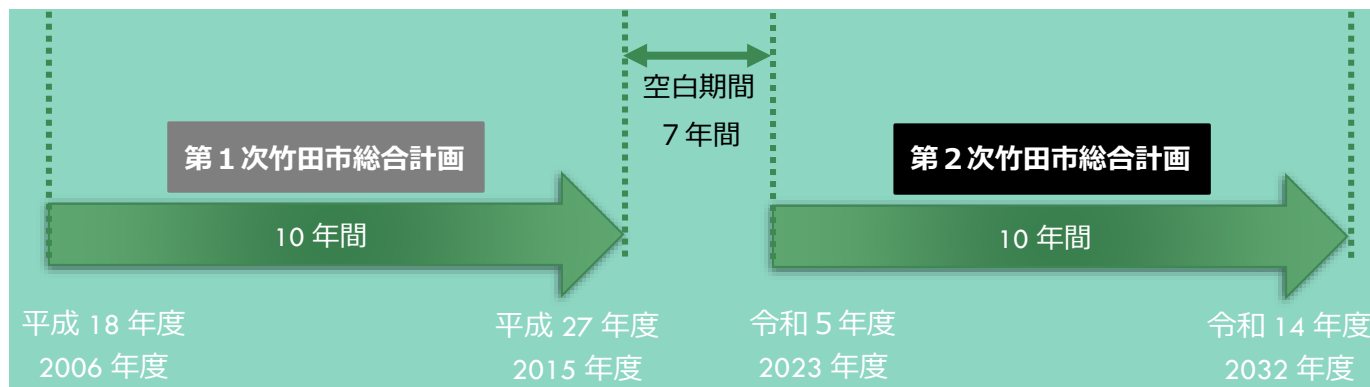 空白期間
７年間
第１次竹田市総合計画
第２次竹田市総合計画
10 年間
10 年間
平成 18 年度
2006 年度
平成 27 年度
2015 年度
令和５年度
2023 年度
令和 14 年度
2032 年度